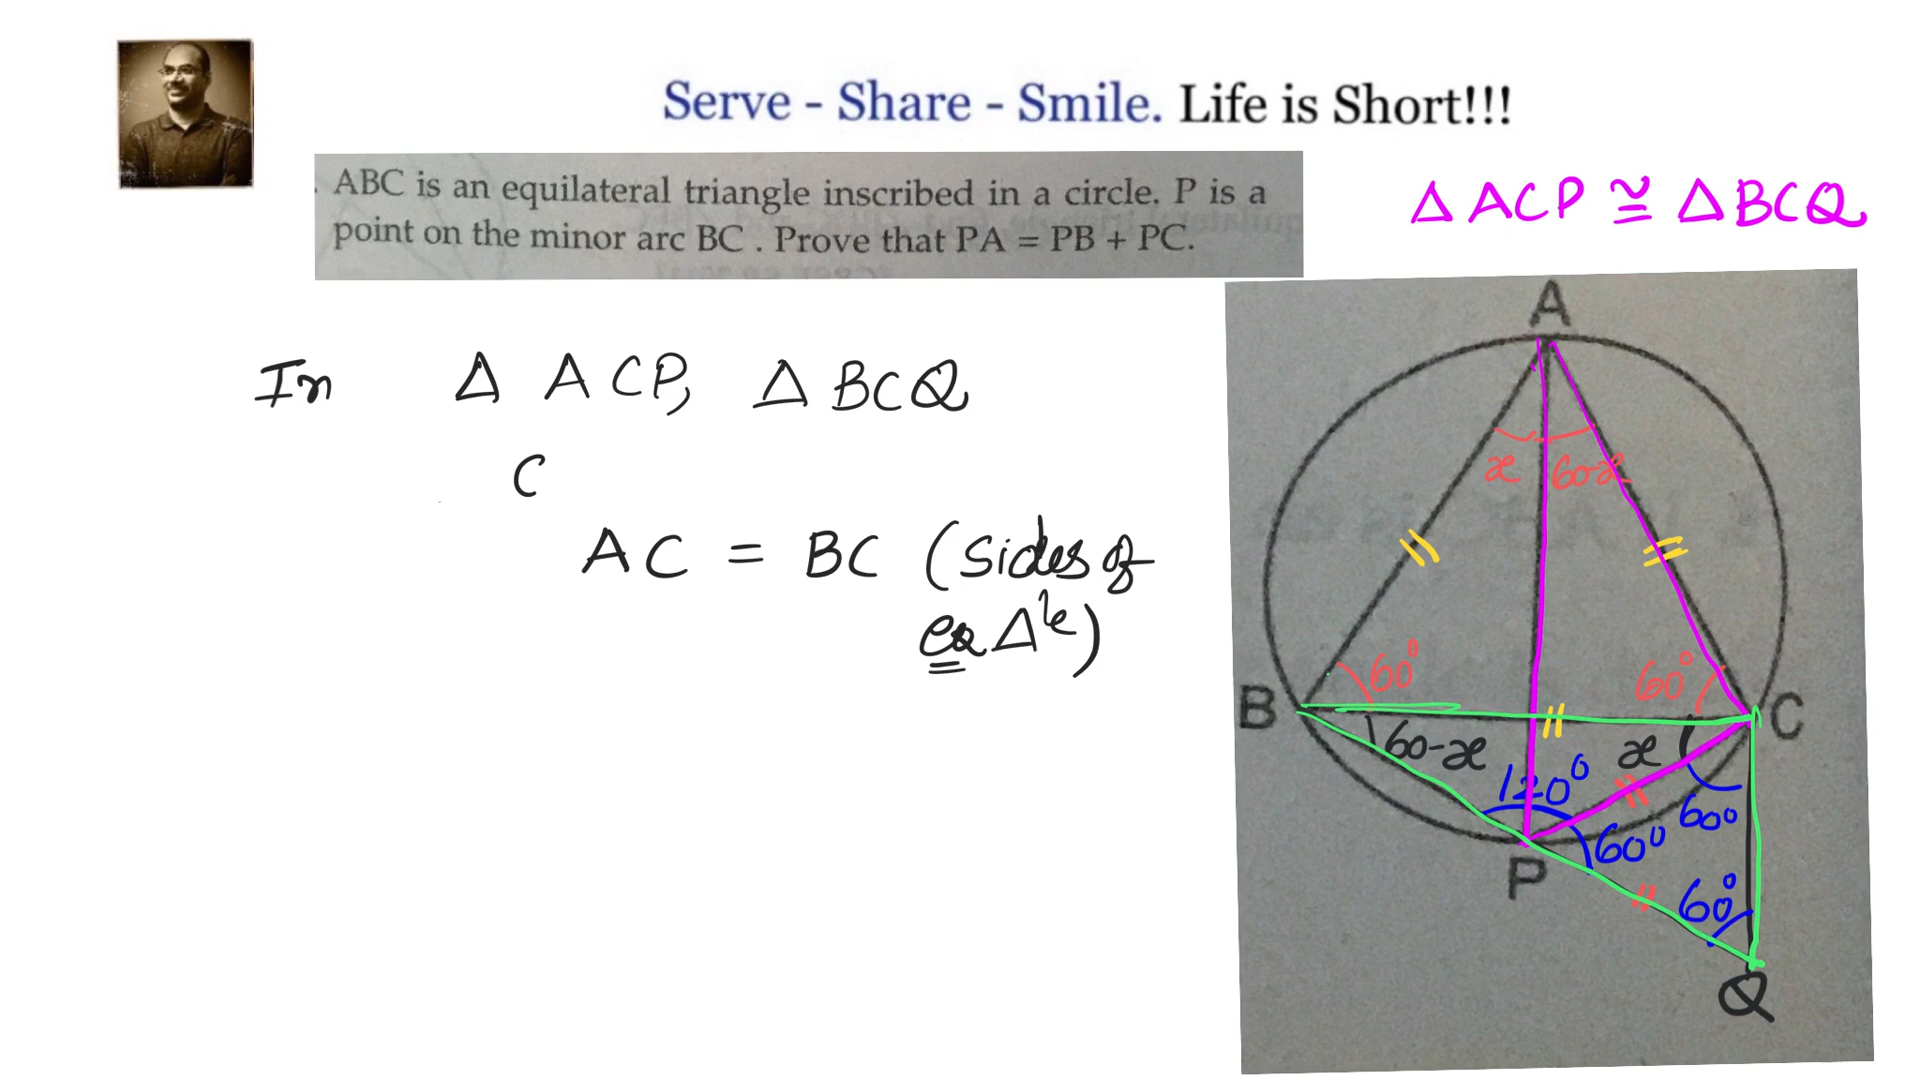 Serve - Share - Smile. Life is Short!!!
ABC is an equilateral triangle inscribed in a circle. P is a
point on the minor arc BC . Prove that PA = PB + PC.
Δ ACP ≅ Δ BCQ
In Δ ACP, Δ BCQ
C
AC = BC (sides of
eq Δle)
A
x 60-x
60° 60°
B C
60-x x
120° 60°
60°
P
60°
Q